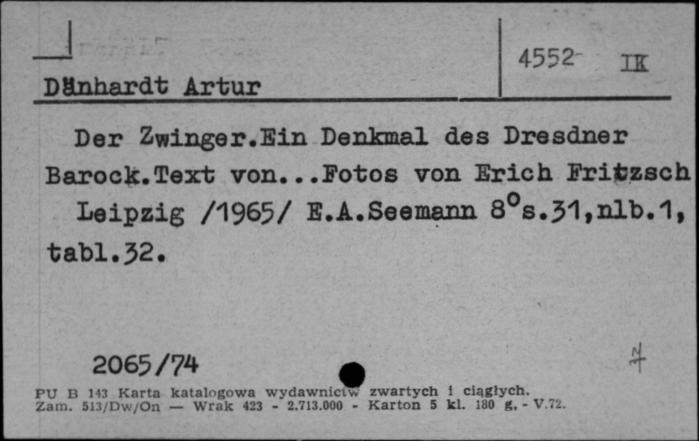 4552 IK
Dänhardt Artur
Der Zwinger.Ein Denkmal des Dresdner
Barock.Text von...Fotos von Erich Fritzsch
Leipzig /1965/ E.A.Seemann 8°s.31,nlb.1,
tabl.32.
2065/74
PU B 143 Karta katalogowa wydawnictw zwartych i ciągłych.
Zam. 513/Dw/On — Wrak 423 - 2.713.000 - Karton 5 kl. 180 g. - V.72.